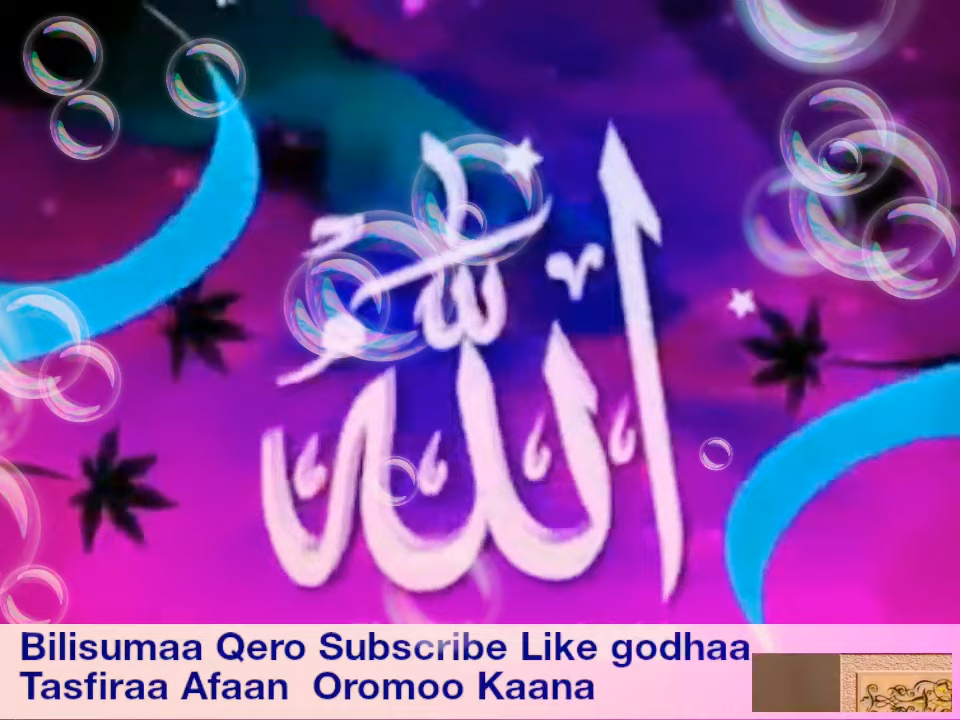 الله
Bilisumaa Qero Subscribe Like godhaa
Tasfiraa Afaan  Oromoo Kaana